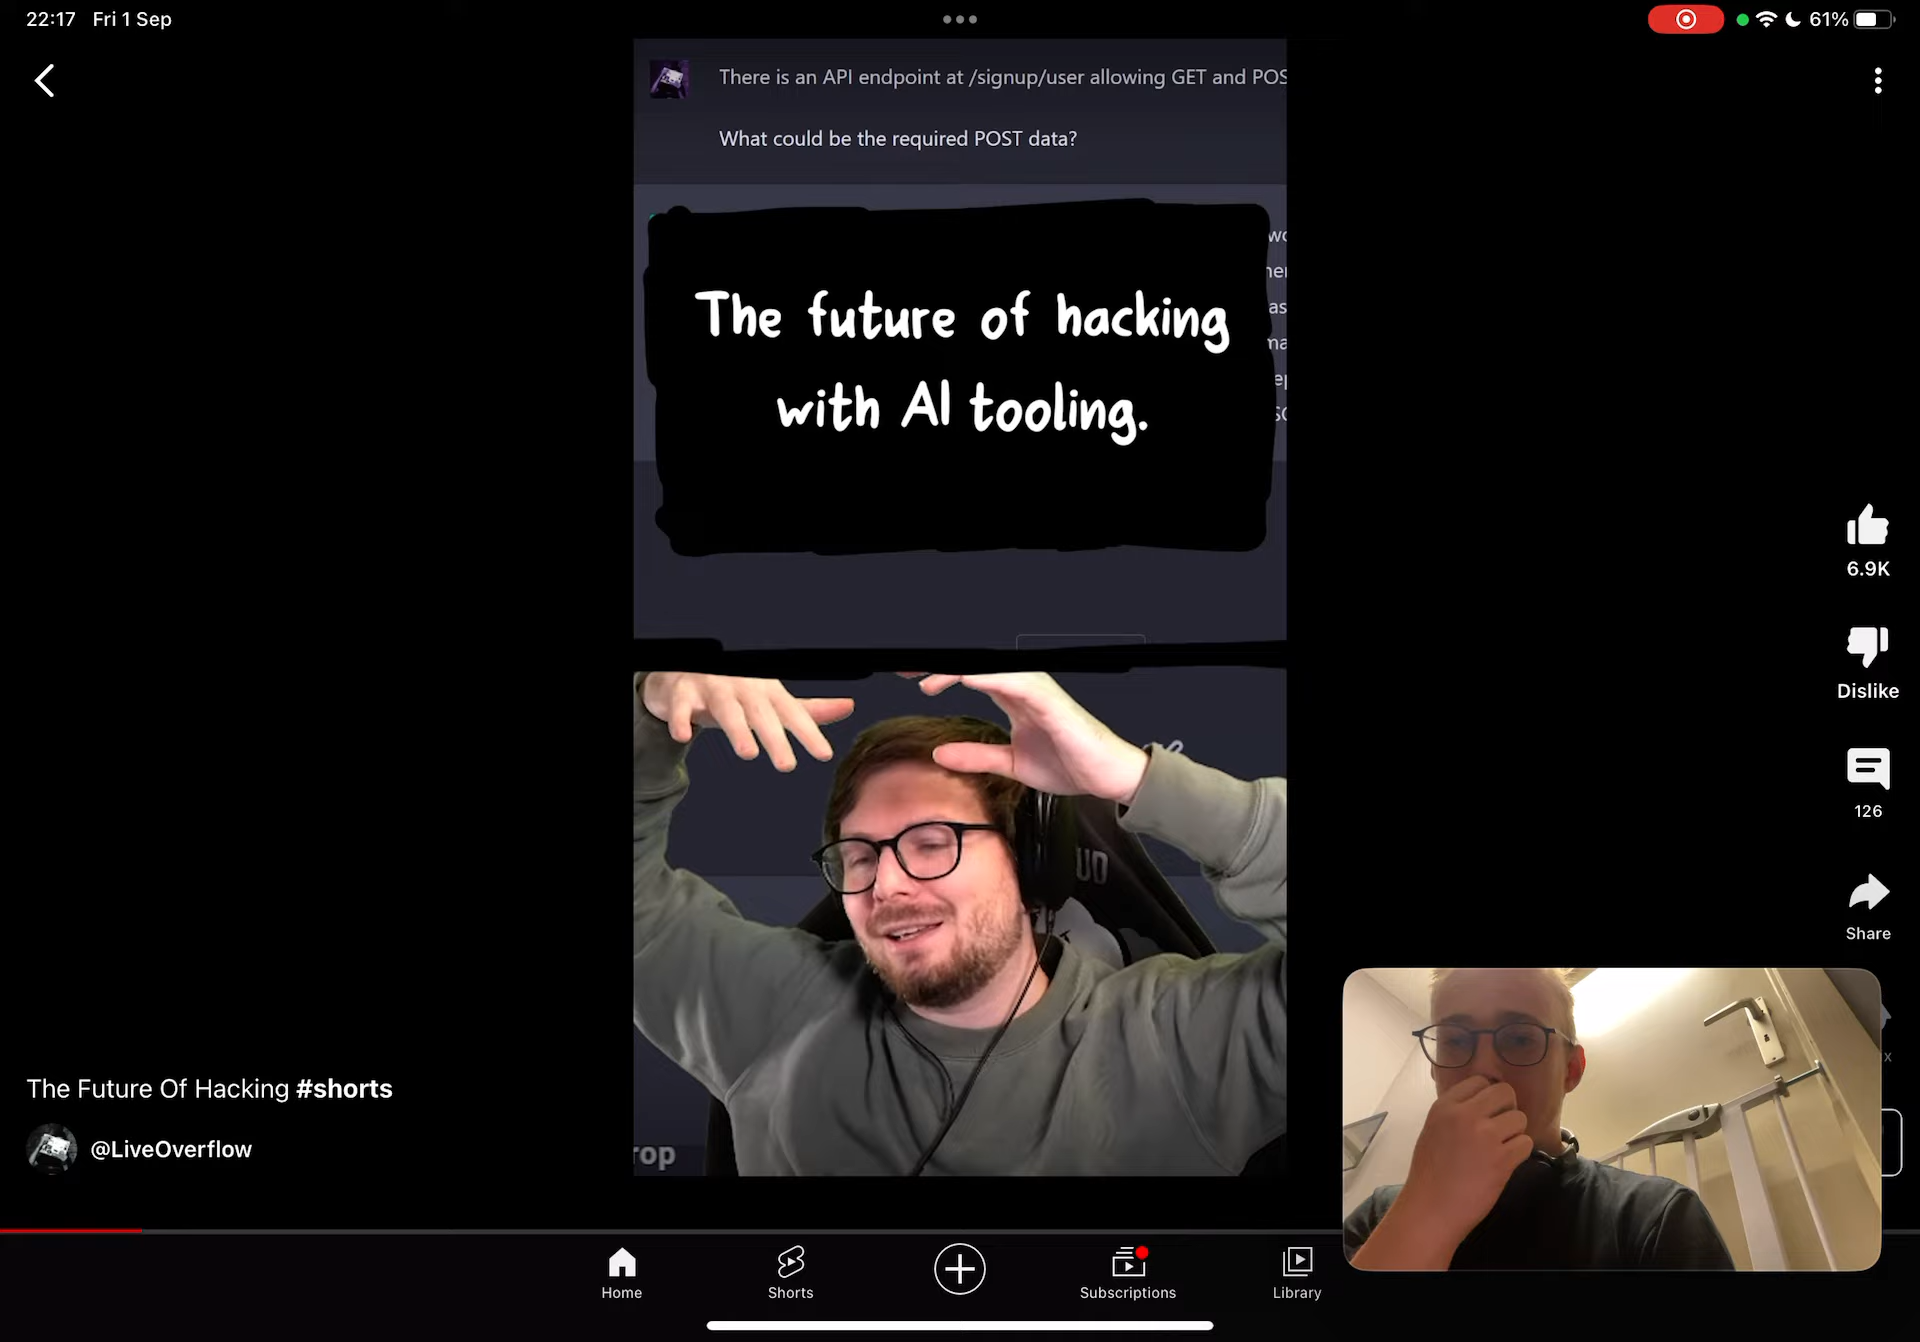 22:17 Fri 1 Sep
61%
There is an API endpoint at /signup/user allowing GET and POS
What could be the required POST data?
The future of hacking
with AI tooling.
6.9K
Dislike
126
Share
The Future Of Hacking #shorts
@LiveOverflow
Home
Shorts
Subscriptions
Library